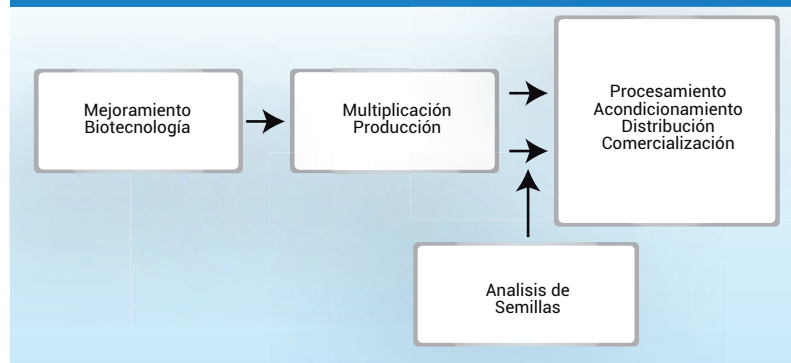 Mejoramiento
Biotecnología
Multiplicación
Producción
Procesamiento
Acondicionamiento
Distribución
Comercialización
Analisis de
Semillas